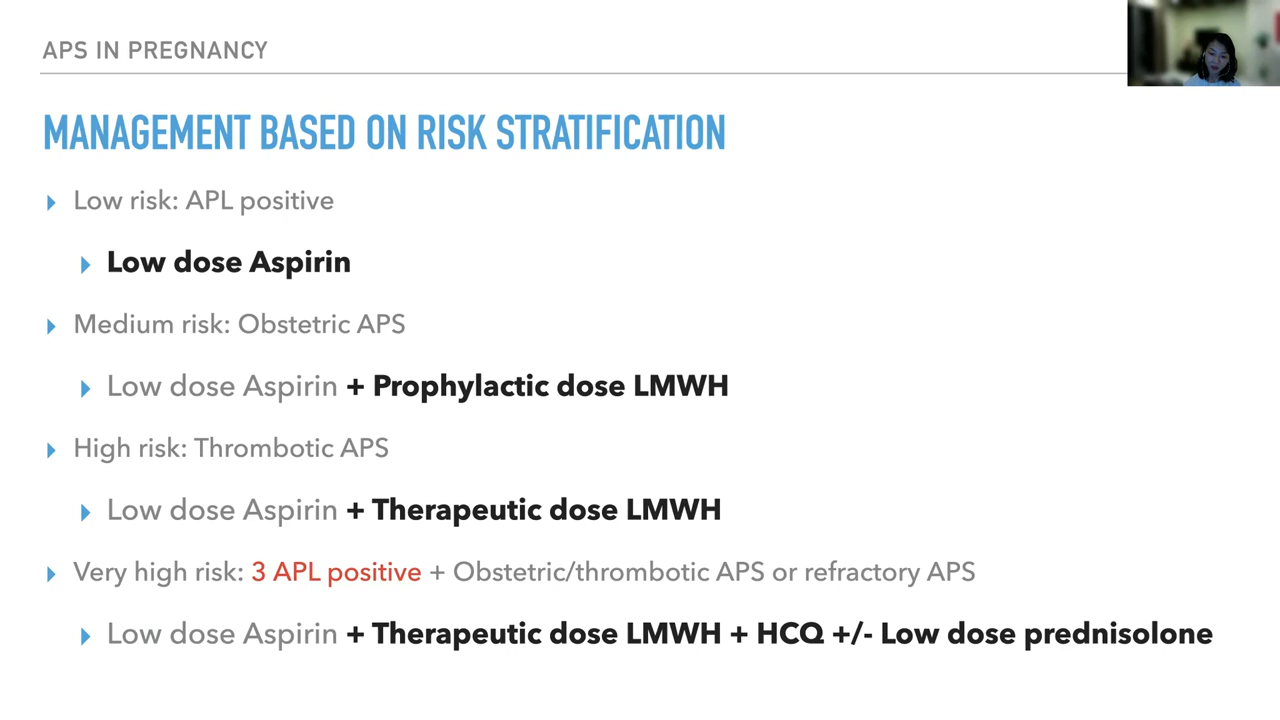 APS IN PREGNANCY
MANAGEMENT BASED ON RISK STRATIFICATION
Low risk: APL positive
Low dose Aspirin
Medium risk: Obstetric APS
Low dose Aspirin + Prophylactic dose LMWH
High risk: Thrombotic APS
Low dose Aspirin + Therapeutic dose LMWH
Very high risk: 3 APL positive + Obstetric/thrombotic APS or refractory APS
Low dose Aspirin + Therapeutic dose LMWH + HCQ +/- Low dose prednisolone